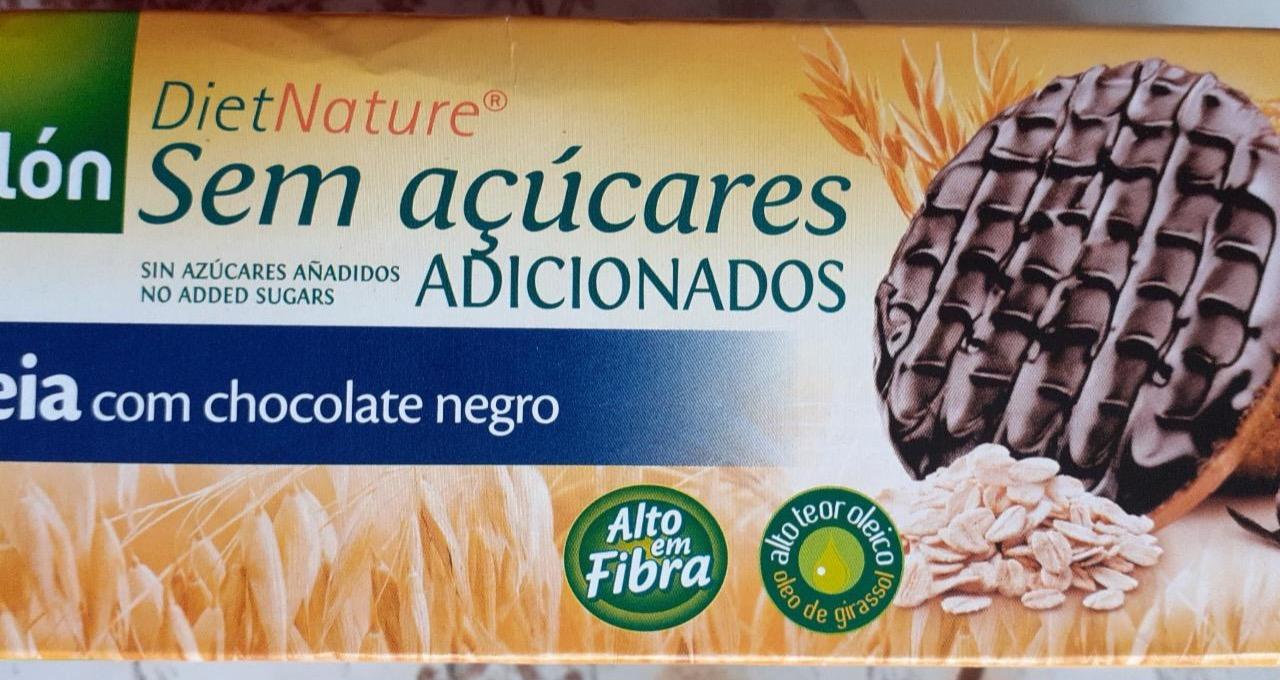 lón
DietNature®
Sem açúcares
SIN AZÚCARES AÑADIDOS
NO ADDED SUGARS
ADICIONADOS
eia com chocolate negro
Alto
em
Fibra
alto teor oleico
oleo de girassol